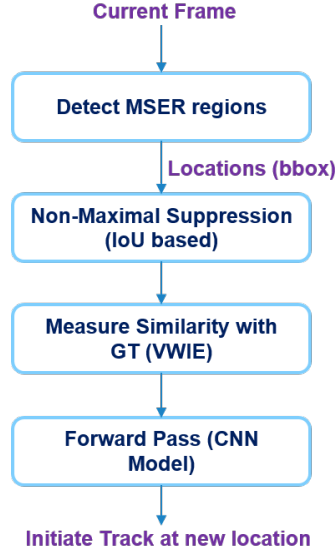 Current Frame
Detect MSER regions
Locations (bbox)
Non-Maximal Suppression
(IoU based)
Measure Similarity with
GT (VWIE)
Forward Pass (CNN
Model)
Initiate Track at new location